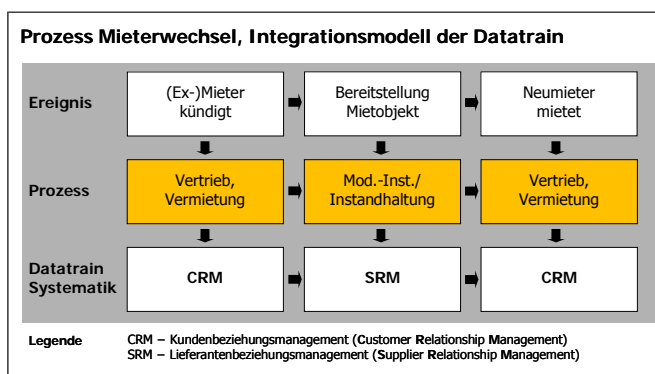 Prozess Mieterwechsel, Integrationsmodell der Datatrain
Ereignis
(Ex-)Mieter
kündigt
Bereitstellung
Mietobjekt
Neumieter
mietet
Prozess
Vertrieb,
Vermietung
Mod.-Inst./
Instandhaltung
Vertrieb,
Vermietung
Datatrain
Systematik
CRM
SRM
CRM
Legende
CRM – Kundenbeziehungsmanagement (Customer Relationship Management)
SRM – Lieferantenbeziehungsmanagement (Supplier Relationship Management)